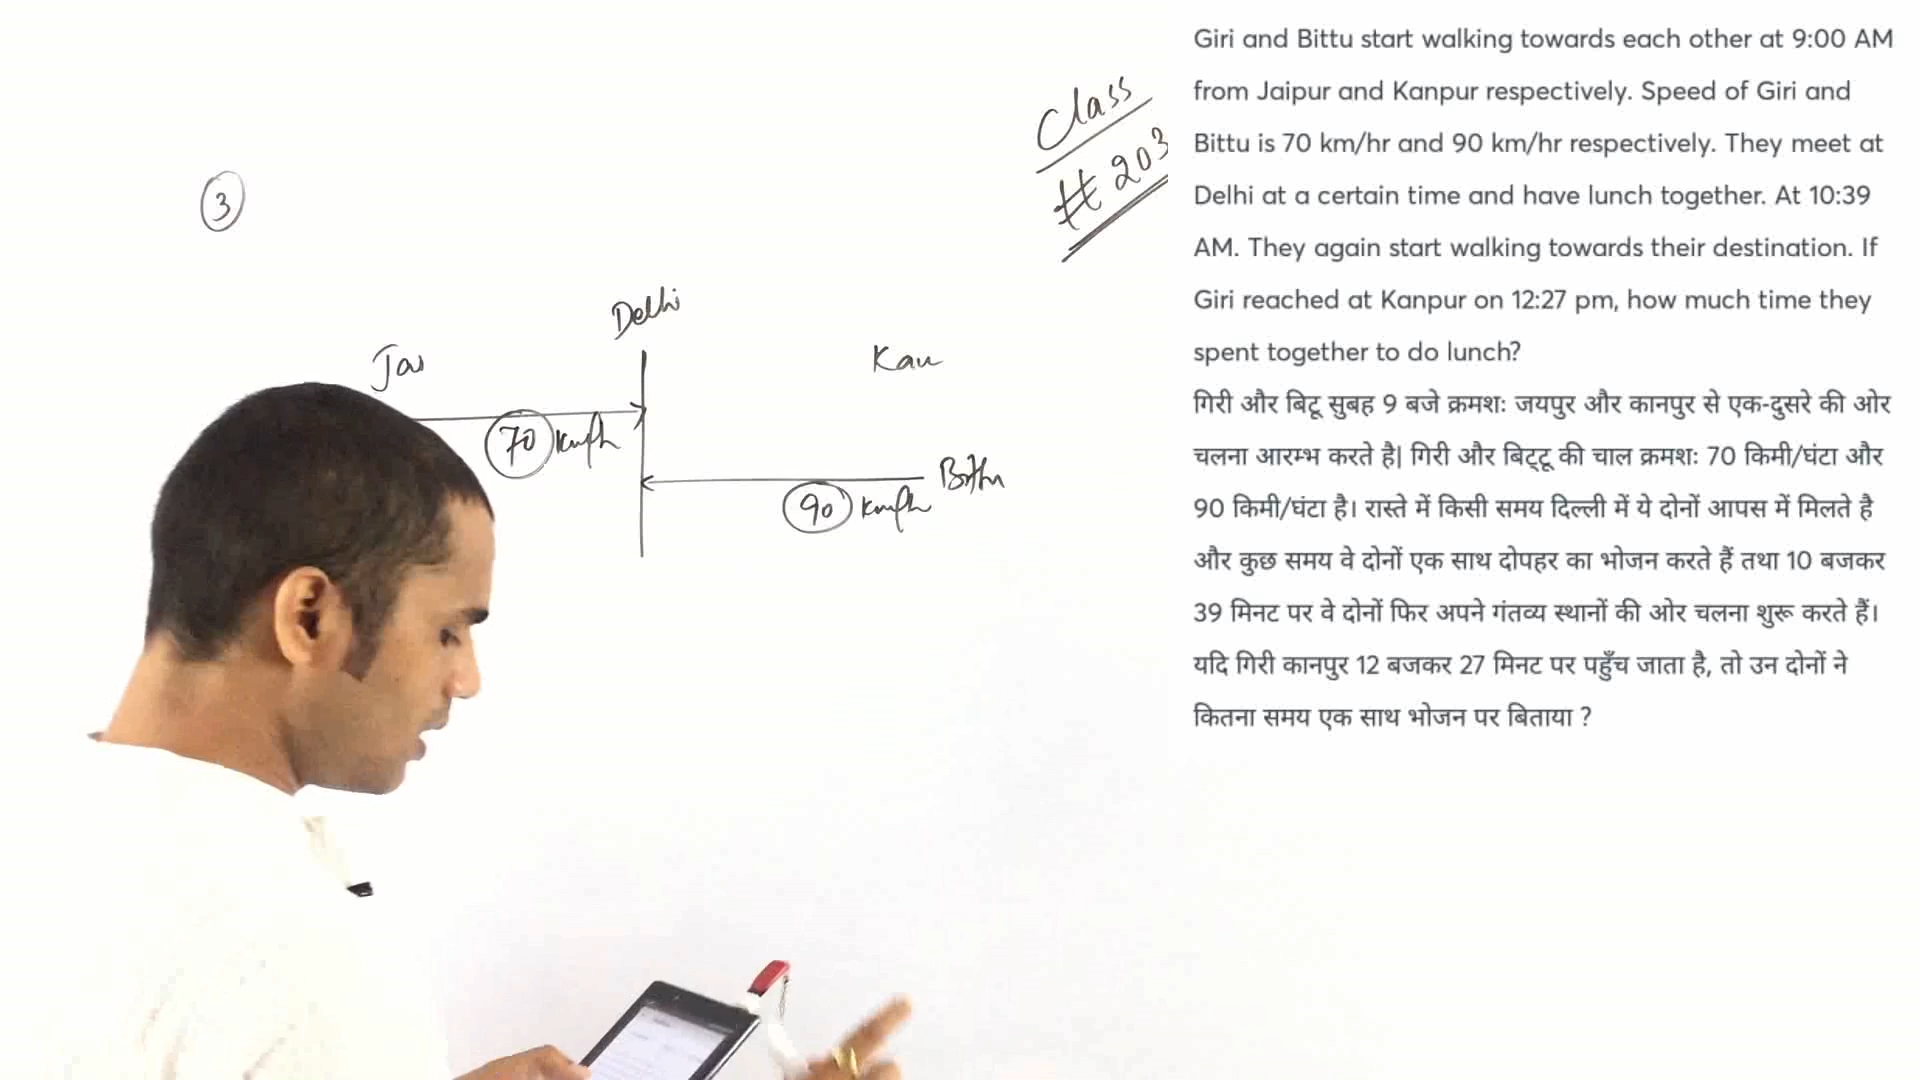 Class
# 203
3
Delhi
Jai
Kan
70 Kmph
Bittu
90 Kmph
Giri and Bittu start walking towards each other at 9:00 AM
from Jaipur and Kanpur respectively. Speed of Giri and
Bittu is 70 km/hr and 90 km/hr respectively. They meet at
Delhi at a certain time and have lunch together. At 10:39
AM. They again start walking towards their destination. If
Giri reached at Kanpur on 12:27 pm, how much time they
spent together to do lunch?
गिरी और बिटू सुबह 9 बजे क्रमशः जयपुर और कानपुर से एक-दुसरे की ओर
चलना आरम्भ करते है| गिरी और बिट्टू की चाल क्रमशः 70 किमी/घंटा और
90 किमी/घंटा है। रास्ते में किसी समय दिल्ली में ये दोनों आपस में मिलते है
और कुछ समय वे दोनों एक साथ दोपहर का भोजन करते हैं तथा 10 बजकर
39 मिनट पर वे दोनों फिर अपने गंतव्य स्थानों की ओर चलना शुरू करते हैं।
यदि गिरी कानपुर 12 बजकर 27 मिनट पर पहुँच जाता है, तो उन दोनों ने
कितना समय एक साथ भोजन पर बिताया ?